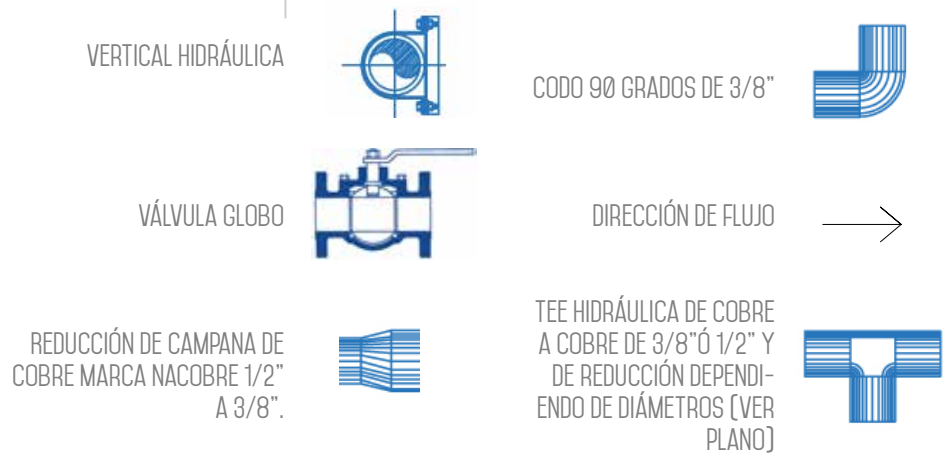 VERTICAL HIDRÁULICA
CODO 90 GRADOS DE 3/8”
VÁLVULA GLOBO
DIRECCIÓN DE FLUJO
REDUCCIÓN DE CAMPANA DE
COBRE MARCA NACOBRE 1/2”
A 3/8”.
TEE HIDRÁULICA DE COBRE
A COBRE DE 3/8”Ó 1/2” Y
DE REDUCCIÓN DEPENDI-
ENDO DE DIÁMETROS (VER
PLANO)